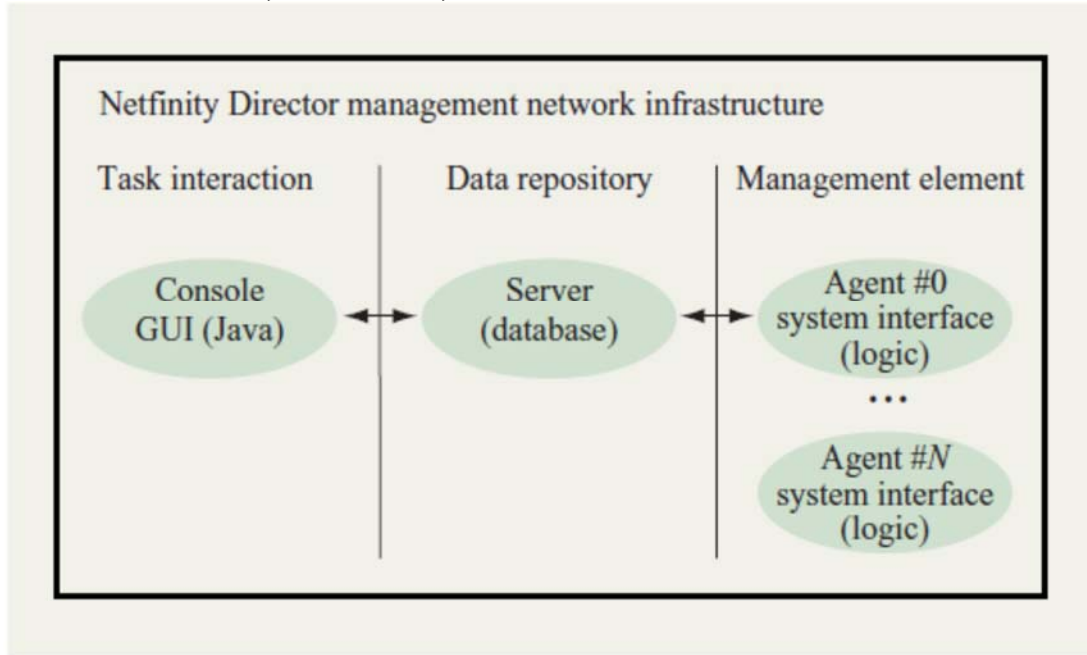 Netfinity Director management network infrastructure
Task interaction
Data repository
Management element
Console
GUI (Java)
Server
(database)
Agent #0
system interface
(logic)
...
Agent #N
system interface
(logic)